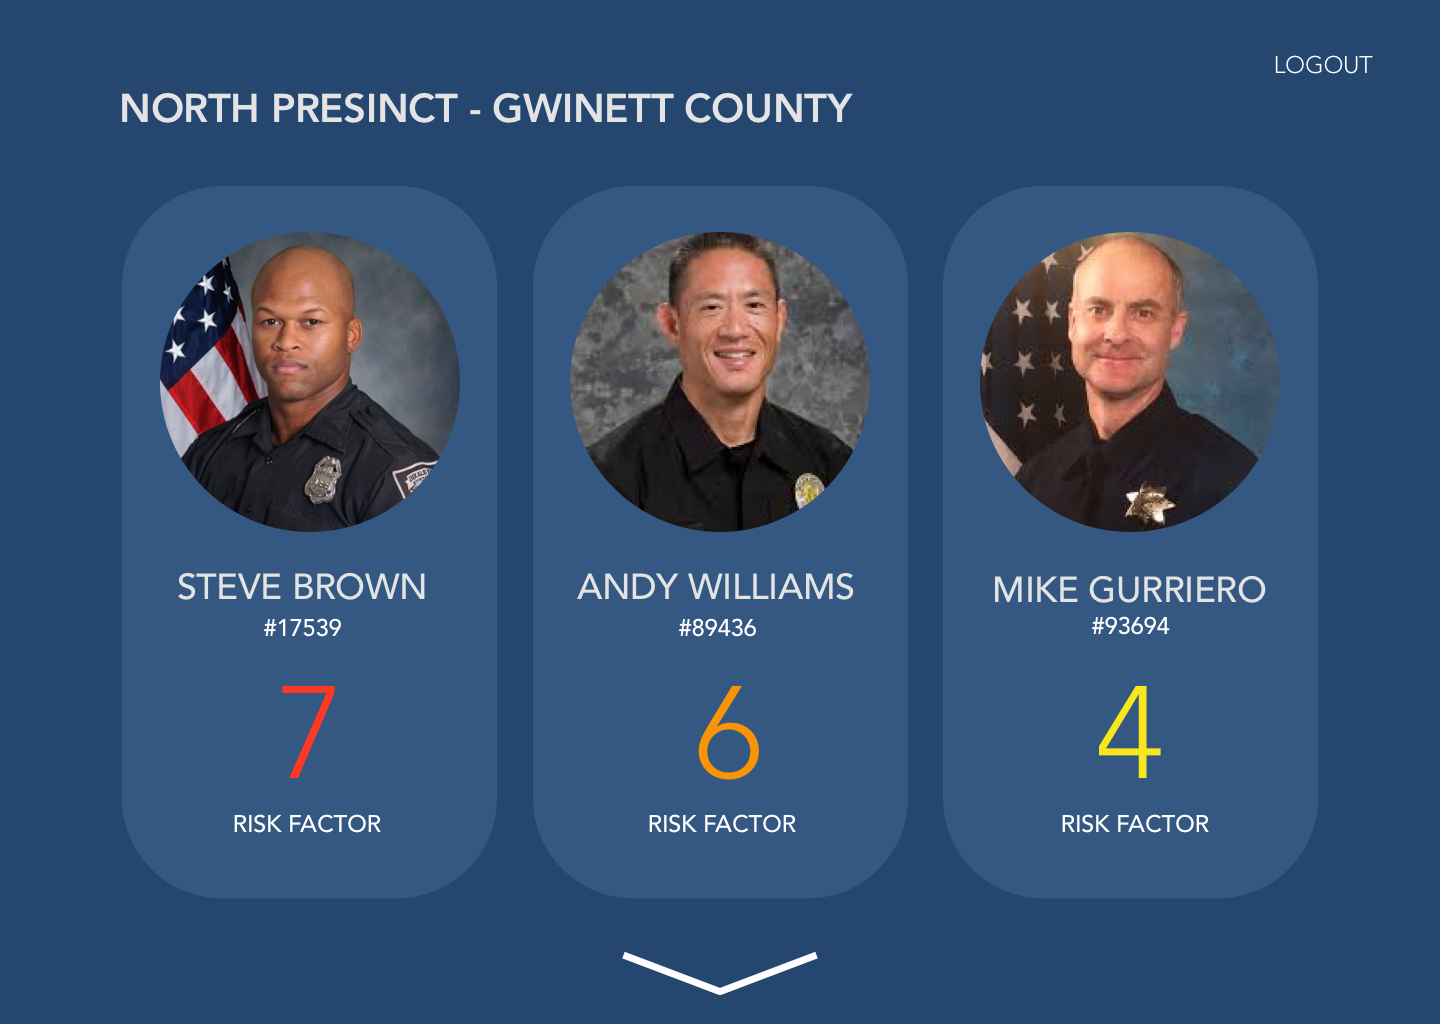 LOGOUT
NORTH PRESINCT - GWINETT COUNTY
STEVE BROWN
#17539
7
RISK FACTOR
ANDY WILLIAMS
#89436
6
RISK FACTOR
MIKE GURRIERO
#93694
4
RISK FACTOR